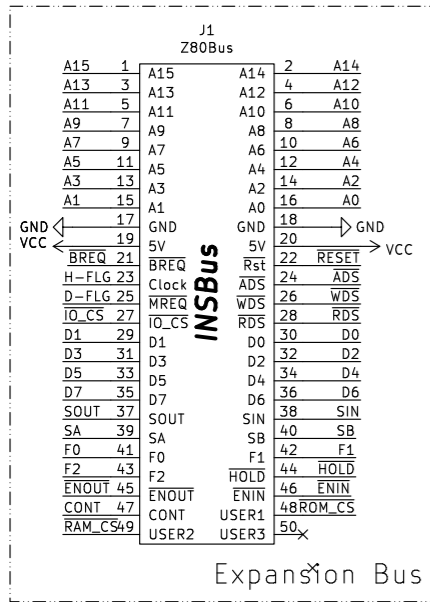 J1
Z80Bus
A15 1 A15 A14 2 A14
A13 3 A13 A12 4 A12
A11 5 A11 A10 6 A10
A9 7 A9 A8 8 A8
A7 9 A7 A6 10 A6
A5 11 A5 A4 12 A4
A3 13 A3 A2 14 A2
A1 15 A1 A0 16 A0
GND 17 GND GND 18 GND
VCC 19 5V 5V 20 VCC
BREQ 21 BREQ Rst 22 RESET
H-FLG 23 Clock ADS 24 ADS
D-FLG 25 MREQ WDS 26 WDS
IO_CS 27 IO_CS RDS 28 RDS
INSBus
D1 29 D1 D0 30 D0
D3 31 D3 D2 32 D2
D5 33 D5 D4 34 D4
D7 35 D7 D6 36 D6
SOUT 37 SOUT SIN 38 SIN
SA 39 SA SB 40 SB
F0 41 F0 F1 42 F1
F2 43 F2 HOLD 44 HOLD
ENOUT 45 ENOUT ENIN 46 ENIN
CONT 47 CONT USER1 48 ROM_CS
RAM_CS 49 USER2 USER3 50
Expansion Bus